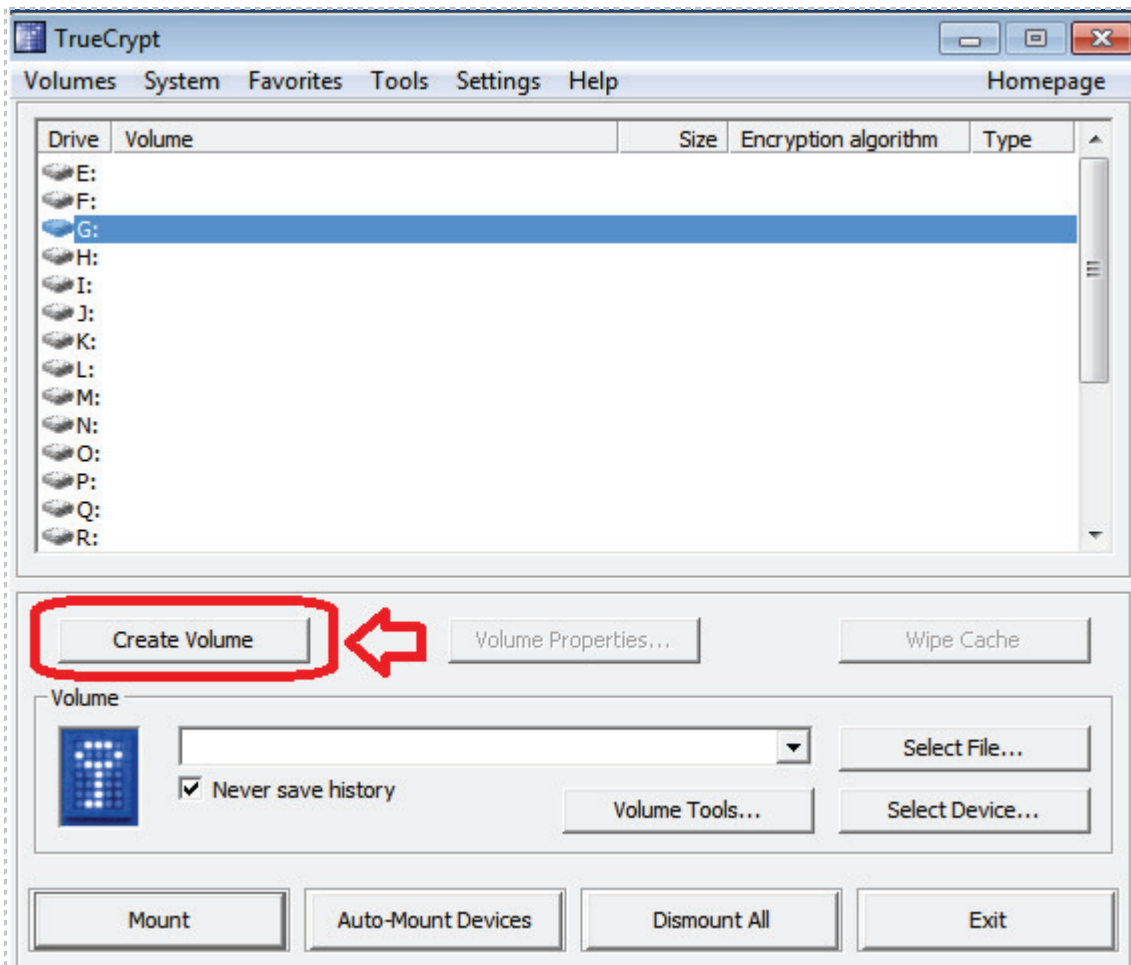 TrueCrypt
Volumes System Favorites Tools Settings Help Homepage
Drive Volume Size Encryption algorithm Type
E:
F:
G:
H:
I:
J:
K:
L:
M:
N:
O:
P:
Q:
R:
Create Volume Volume Properties... Wipe Cache
Volume
Select File...
Never save history
Volume Tools... Select Device...
Mount Auto-Mount Devices Dismount All Exit